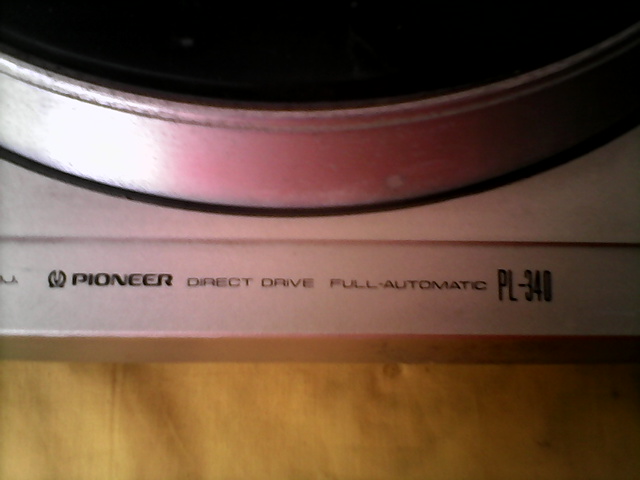 PIONEER DIRECT DRIVE FULL-AUTOMATIC PL-340